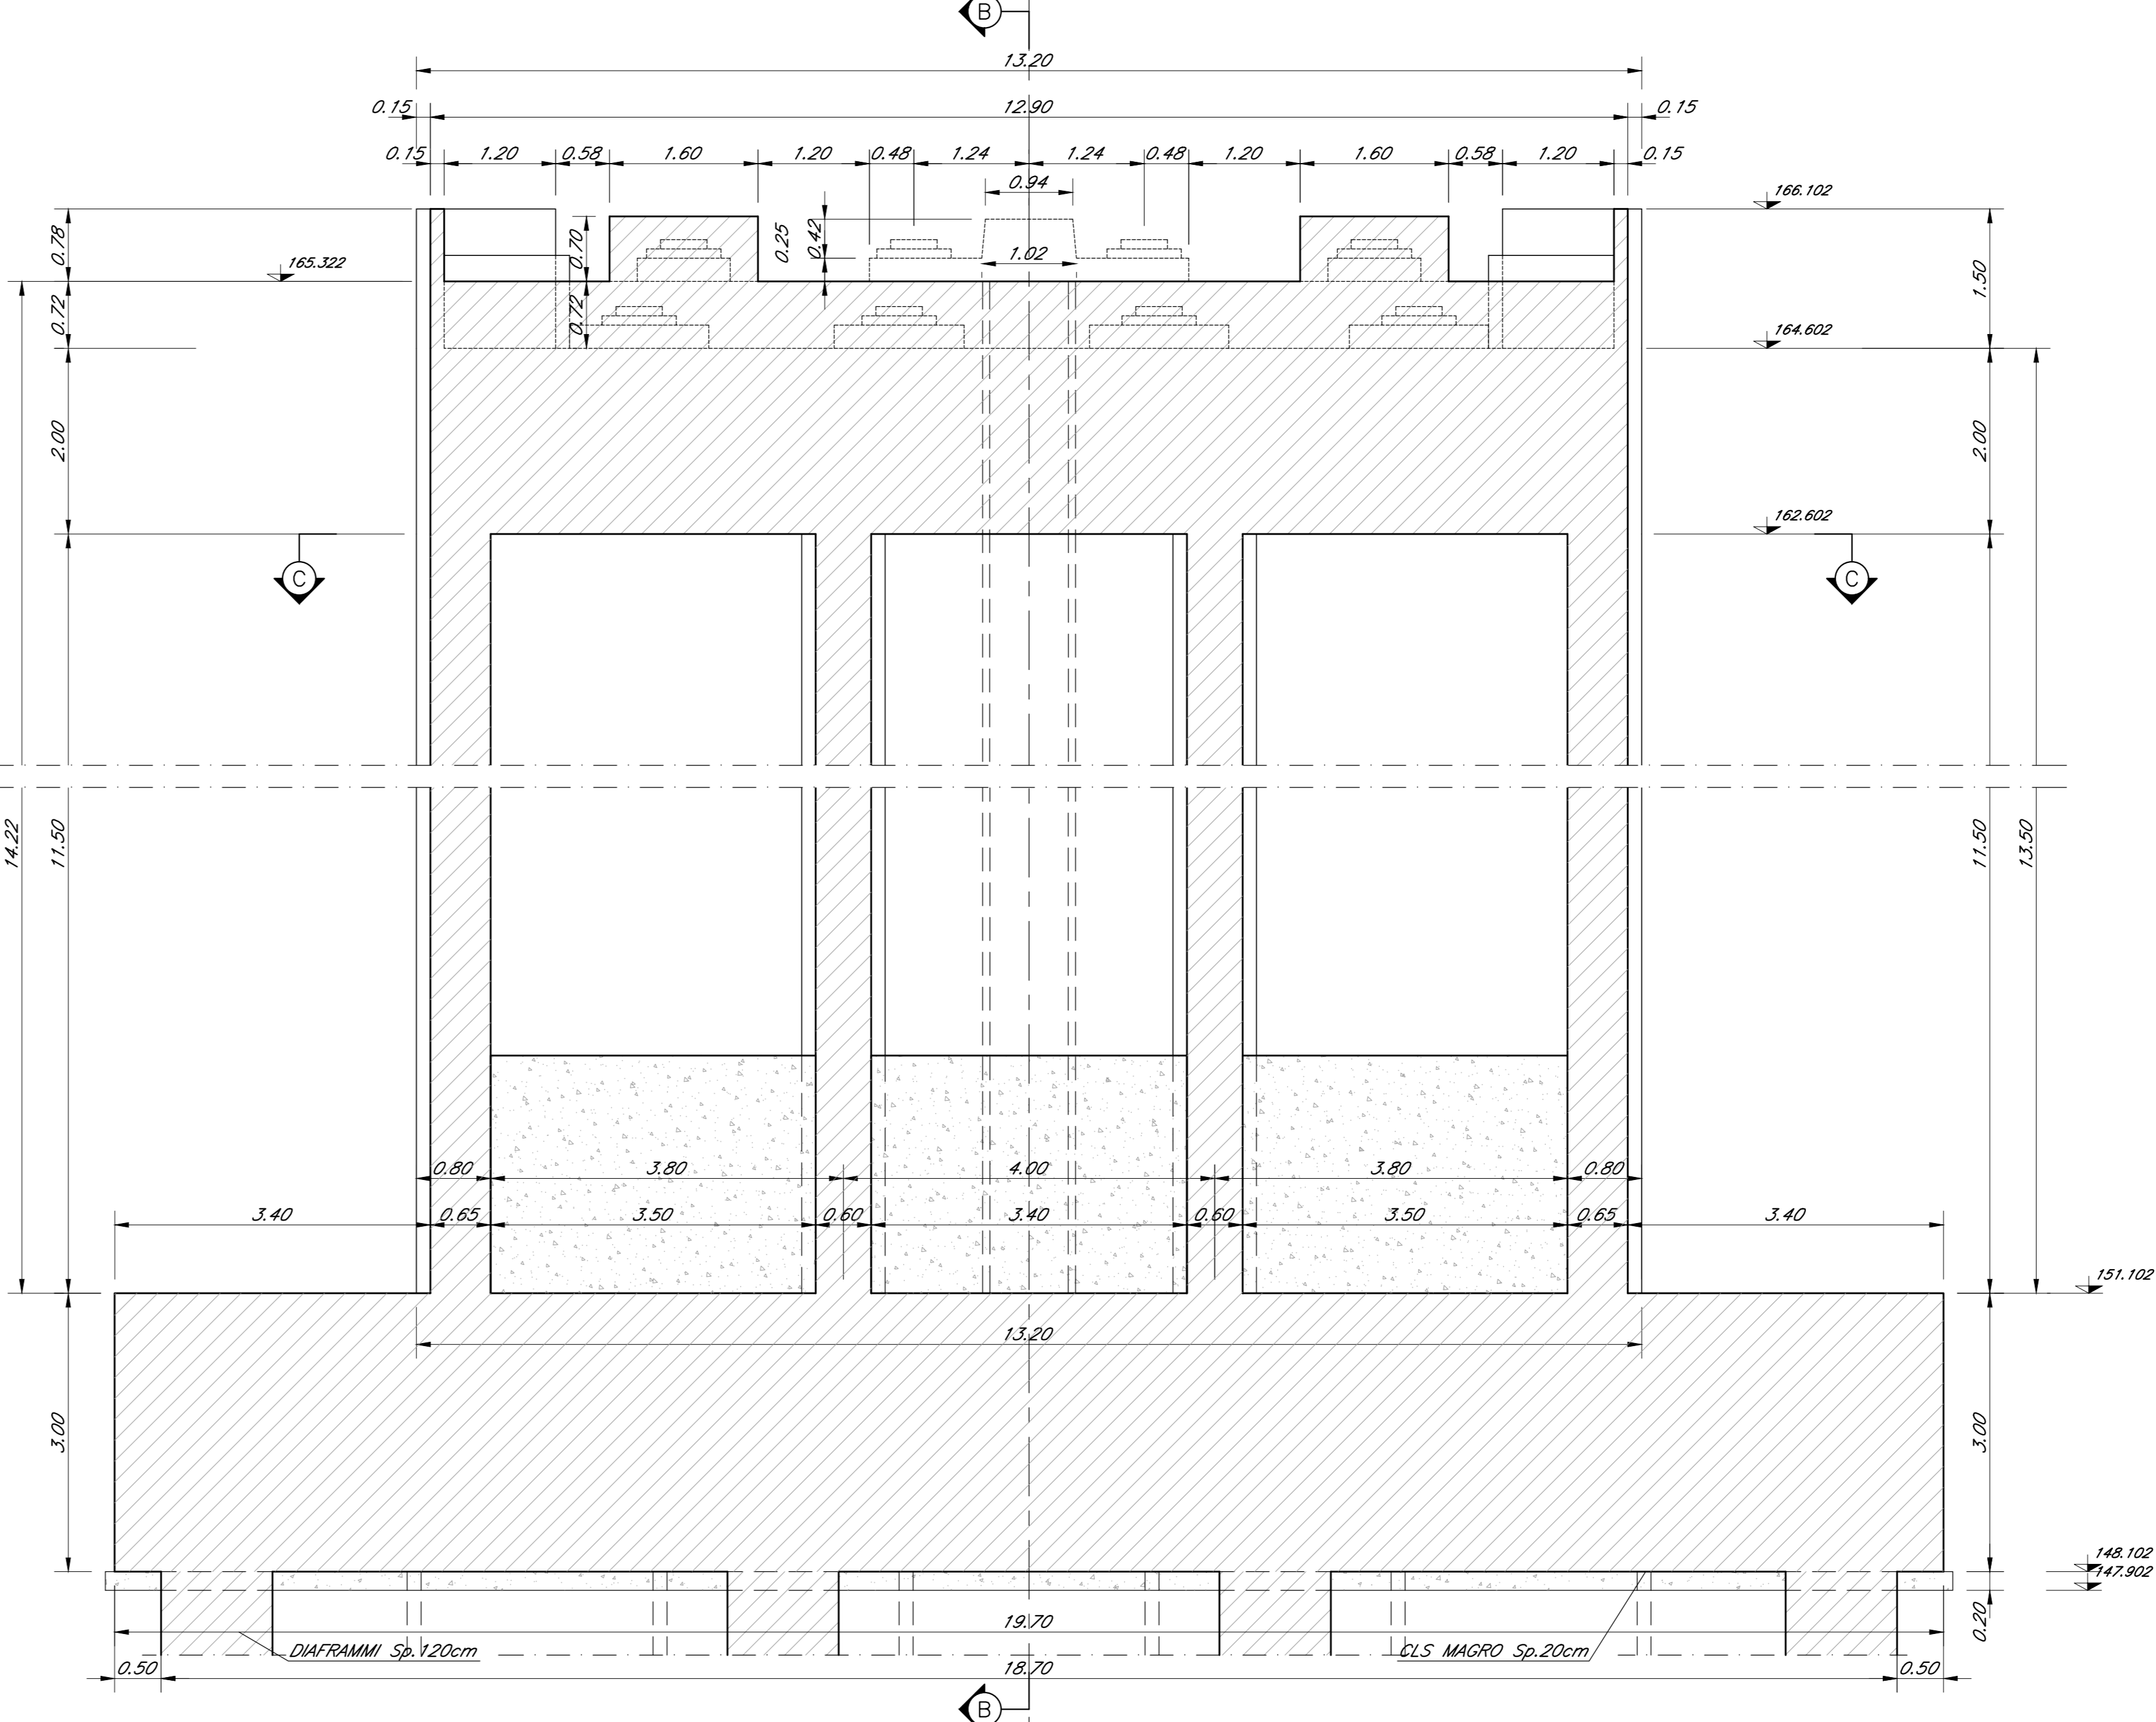 B
13.20
0.15 12.90 0.15
0.15 1.20 0.58 1.60 1.20 0.48 1.24 1.24 0.48 1.20 1.60 0.58 1.20 0.15
0.94
166.102
0.78
0.70
0.25
0.42
1.02
165.322
1.50
0.72
0.72
164.602
2.00
2.00
162.602
C
C
14.22
11.50
11.50
13.50
0.80 3.80 4.00 3.80 0.80
3.40 0.65 3.50 0.60 3.40 0.60 3.50 0.65 3.40
151.102
13.20
3.00
3.00
148.102
147.902
0.20
19.70
DIAFRAMMI Sp.120cm
CLS MAGRO Sp.20cm
0.50 18.70 0.50
B